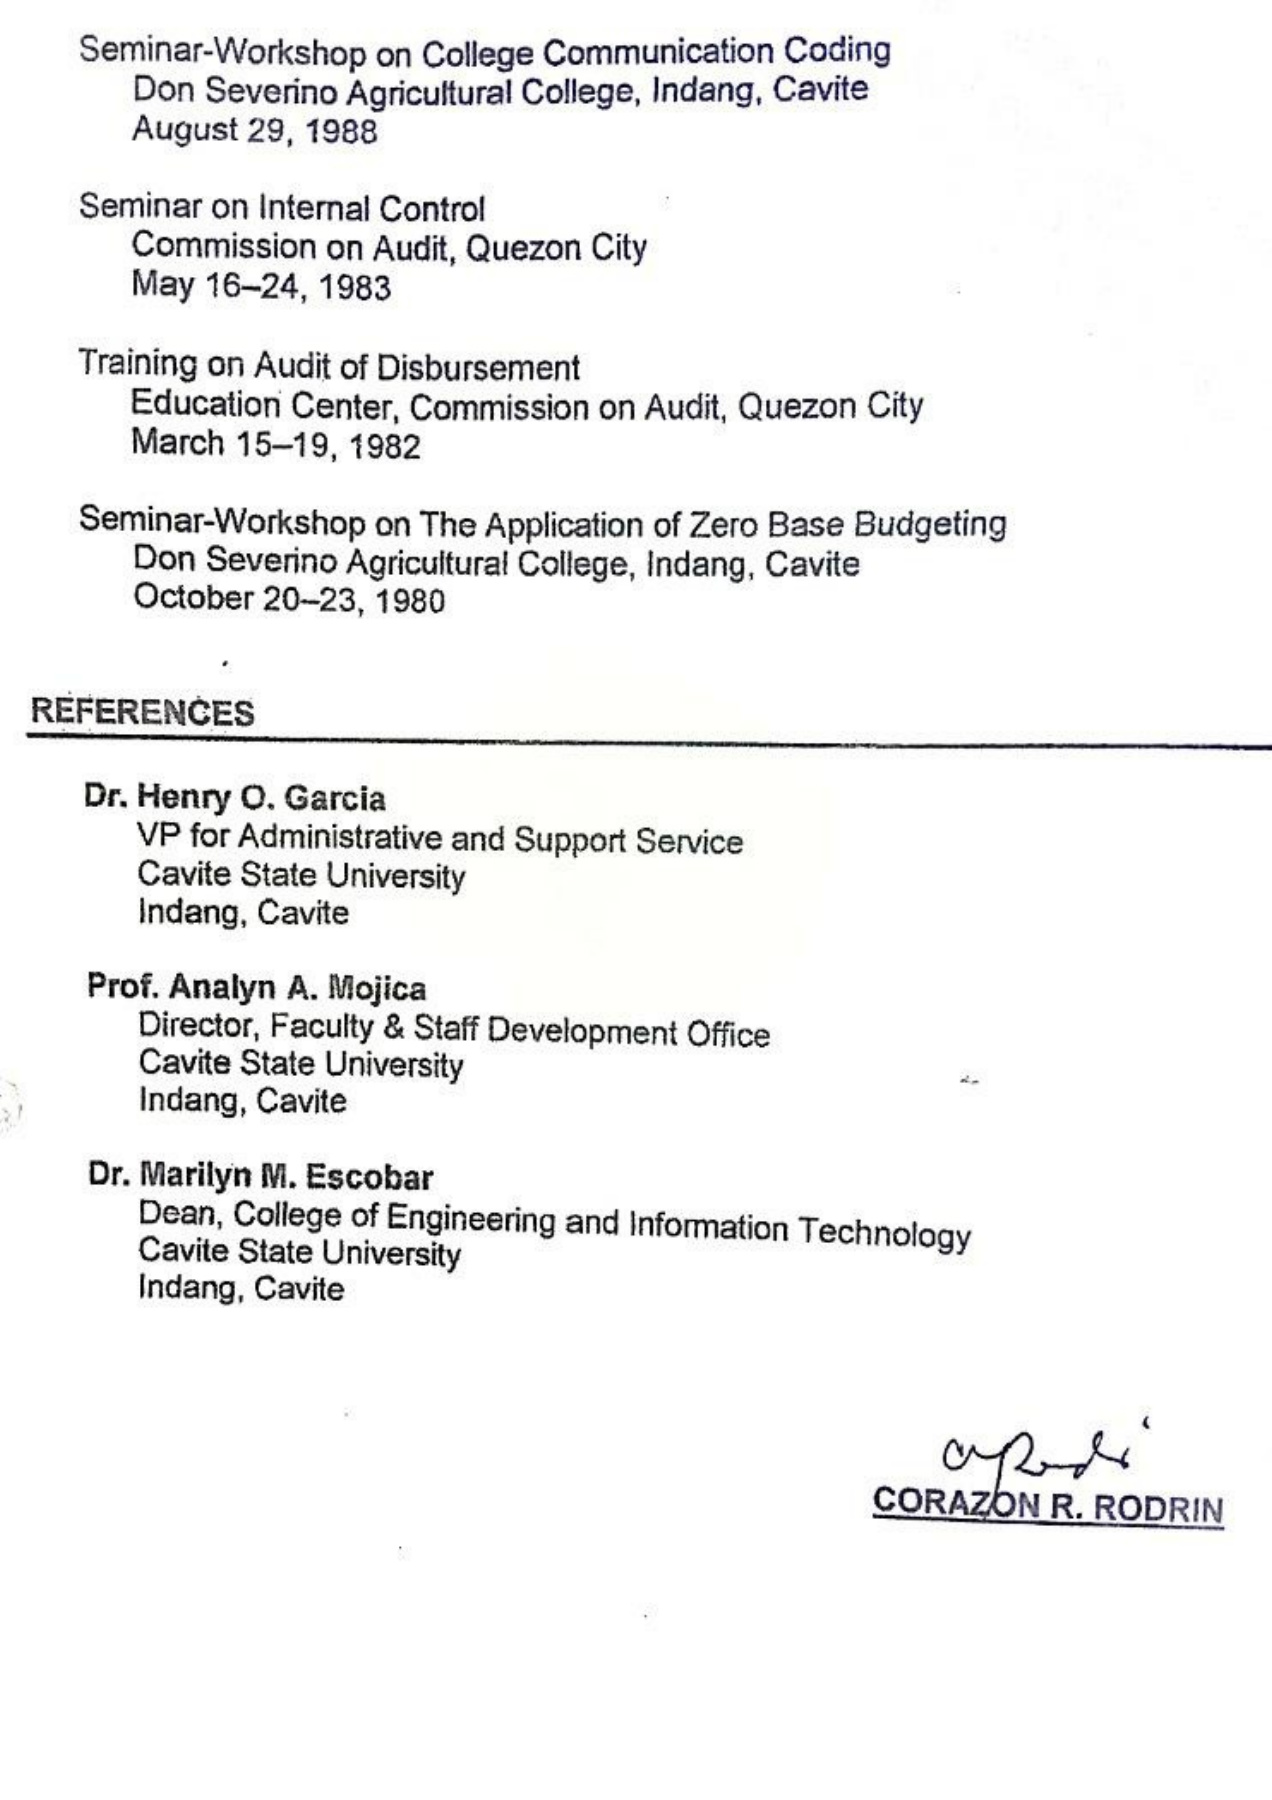 Seminar-Workshop on College Communication Coding
Don Severino Agricultural College, Indang, Cavite
August 29, 1988
Seminar on Internal Control
Commission on Audit, Quezon City
May 16–24, 1983
Training on Audit of Disbursement
Education Center, Commission on Audit, Quezon City
March 15–19, 1982
Seminar-Workshop on The Application of Zero Base Budgeting
Don Severino Agricultural College, Indang, Cavite
October 20–23, 1980
REFERENCES
Dr. Henry O. Garcia
VP for Administrative and Support Service
Cavite State University
Indang, Cavite
Prof. Analyn A. Mojica
Director, Faculty & Staff Development Office
Cavite State University
Indang, Cavite
Dr. Marilyn M. Escobar
Dean, College of Engineering and Information Technology
Cavite State University
Indang, Cavite
CORAZON R. RODRIN